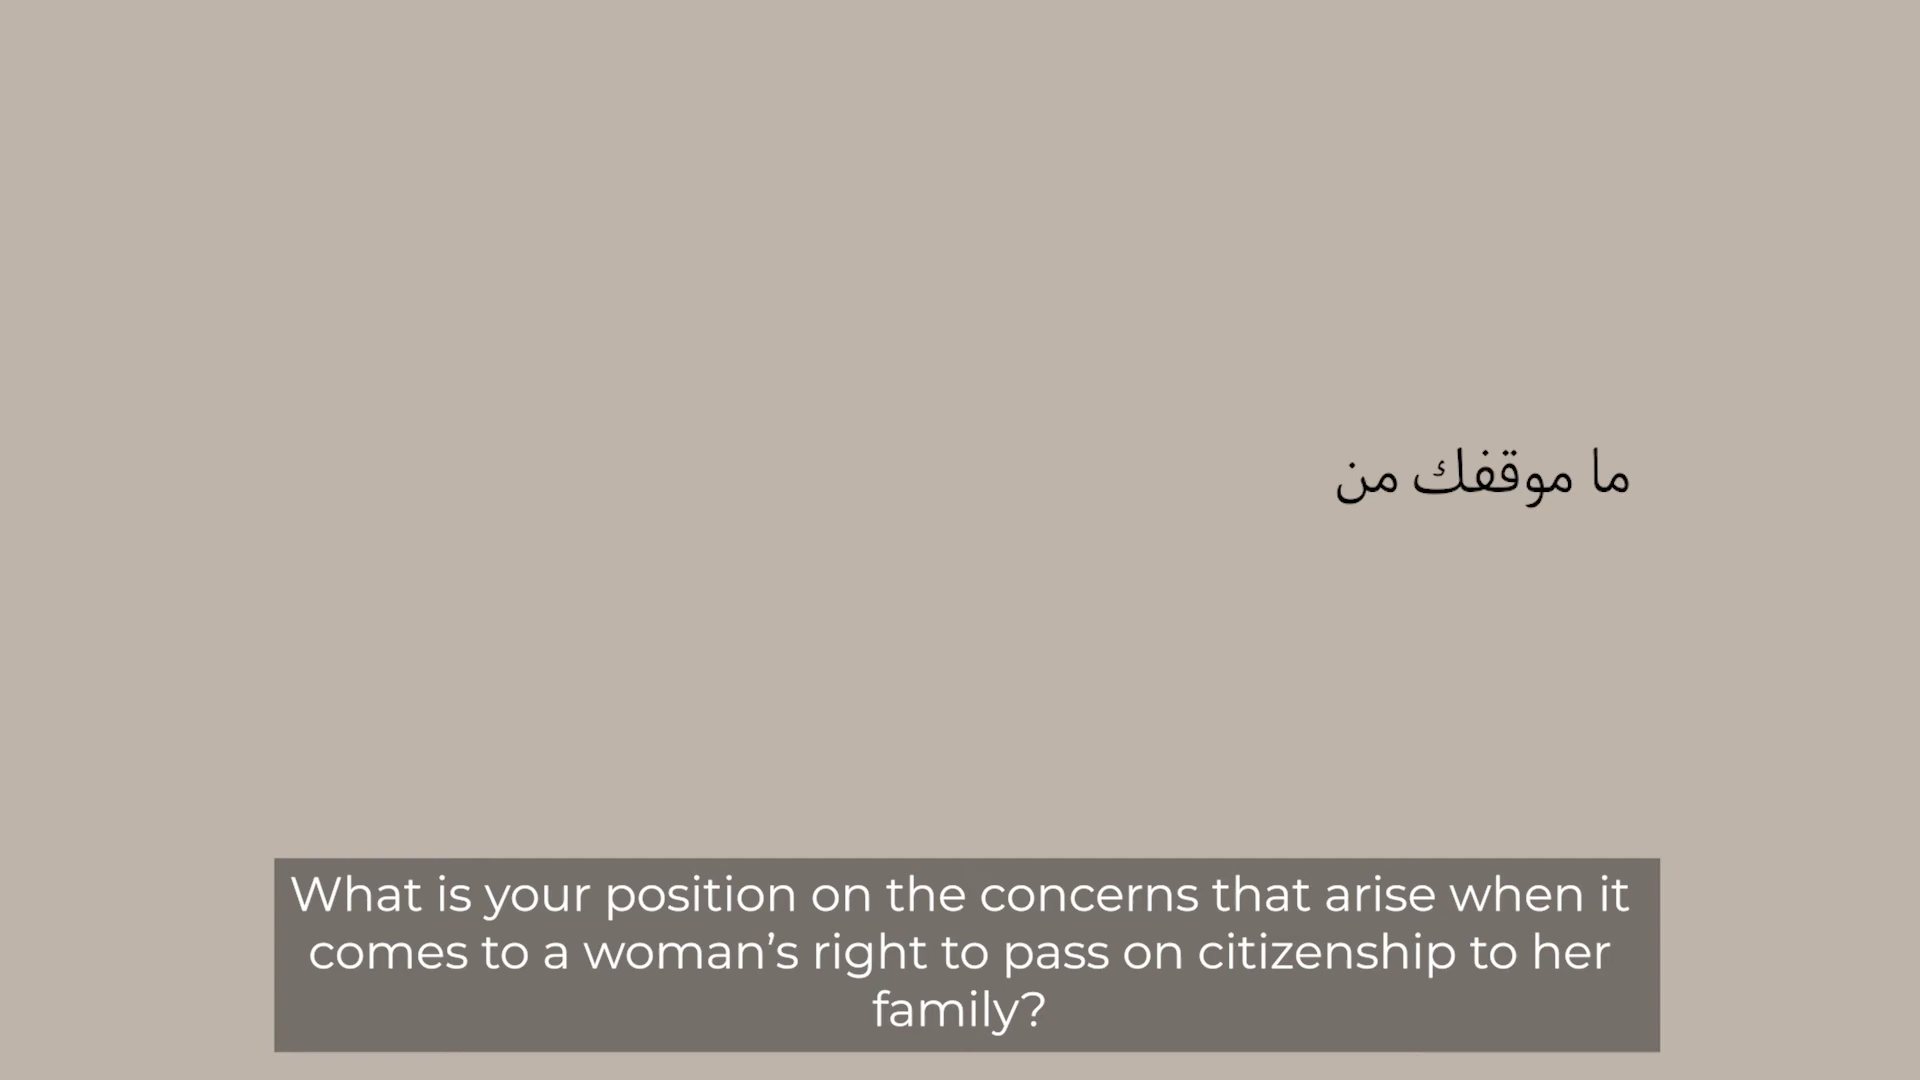 ما موقفك من
What is your position on the concerns that arise when it
comes to a woman’s right to pass on citizenship to her
family?